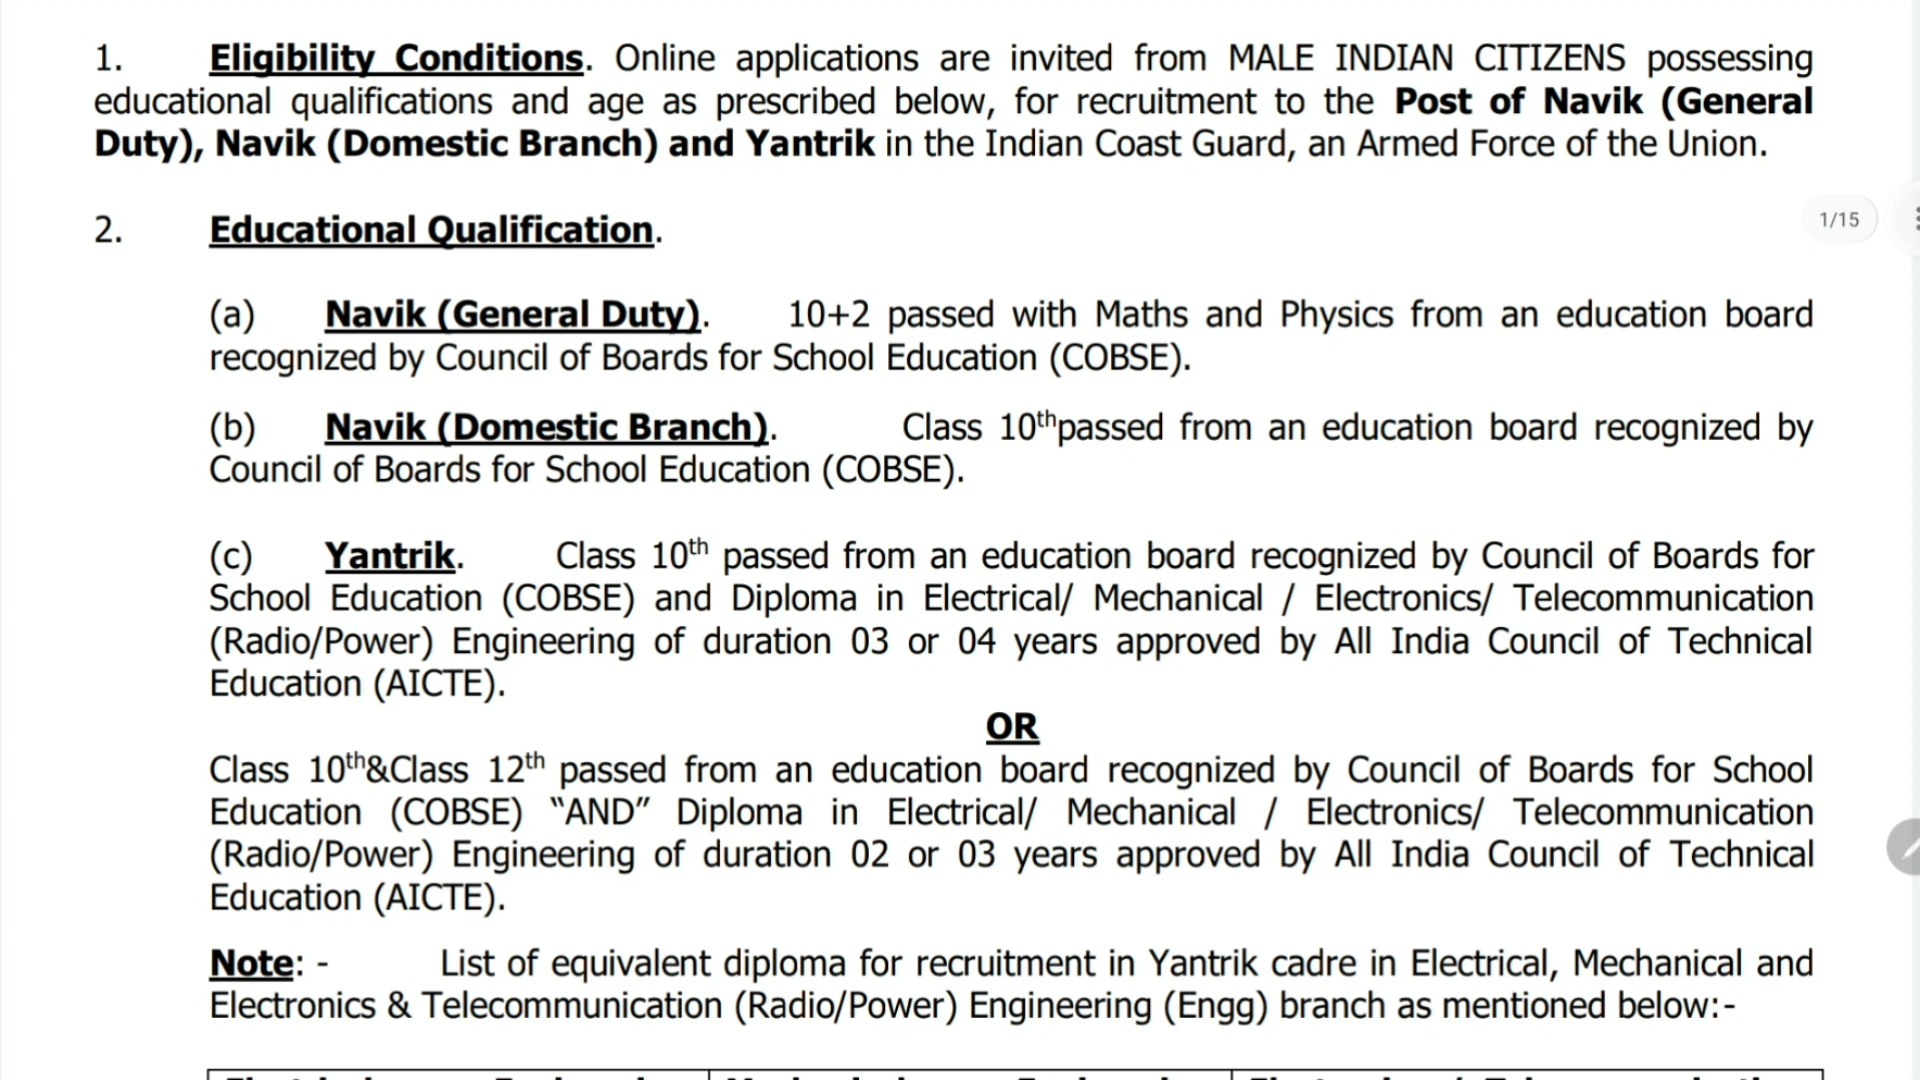 1. Eligibility Conditions. Online applications are invited from MALE INDIAN CITIZENS possessing
educational qualifications and age as prescribed below, for recruitment to the Post of Navik (General
Duty), Navik (Domestic Branch) and Yantrik in the Indian Coast Guard, an Armed Force of the Union.
1/15
2. Educational Qualification.
(a) Navik (General Duty). 10+2 passed with Maths and Physics from an education board
recognized by Council of Boards for School Education (COBSE).
(b) Navik (Domestic Branch). Class 10thpassed from an education board recognized by
Council of Boards for School Education (COBSE).
(c) Yantrik. Class 10th passed from an education board recognized by Council of Boards for
School Education (COBSE) and Diploma in Electrical/ Mechanical / Electronics/ Telecommunication
(Radio/Power) Engineering of duration 03 or 04 years approved by All India Council of Technical
Education (AICTE).
OR
Class 10th&Class 12th passed from an education board recognized by Council of Boards for School
Education (COBSE) “AND” Diploma in Electrical/ Mechanical / Electronics/ Telecommunication
(Radio/Power) Engineering of duration 02 or 03 years approved by All India Council of Technical
Education (AICTE).
Note: - List of equivalent diploma for recruitment in Yantrik cadre in Electrical, Mechanical and
Electronics & Telecommunication (Radio/Power) Engineering (Engg) branch as mentioned below:-